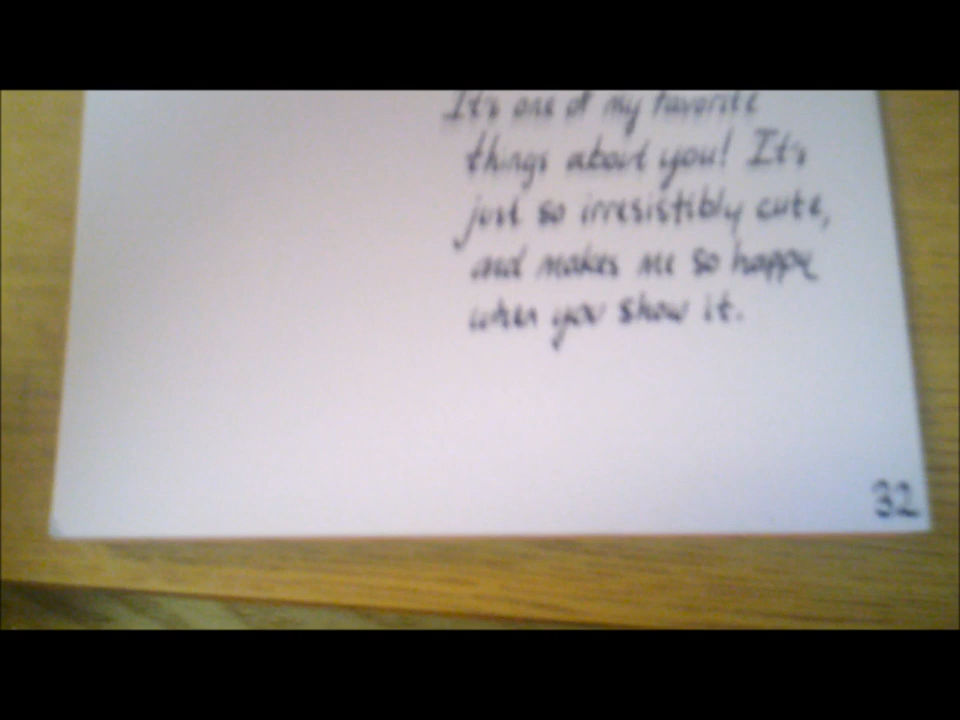 It's one of my favorite
things about you! It's
just so irresistibly cute,
and makes me so happy
when you show it.
32